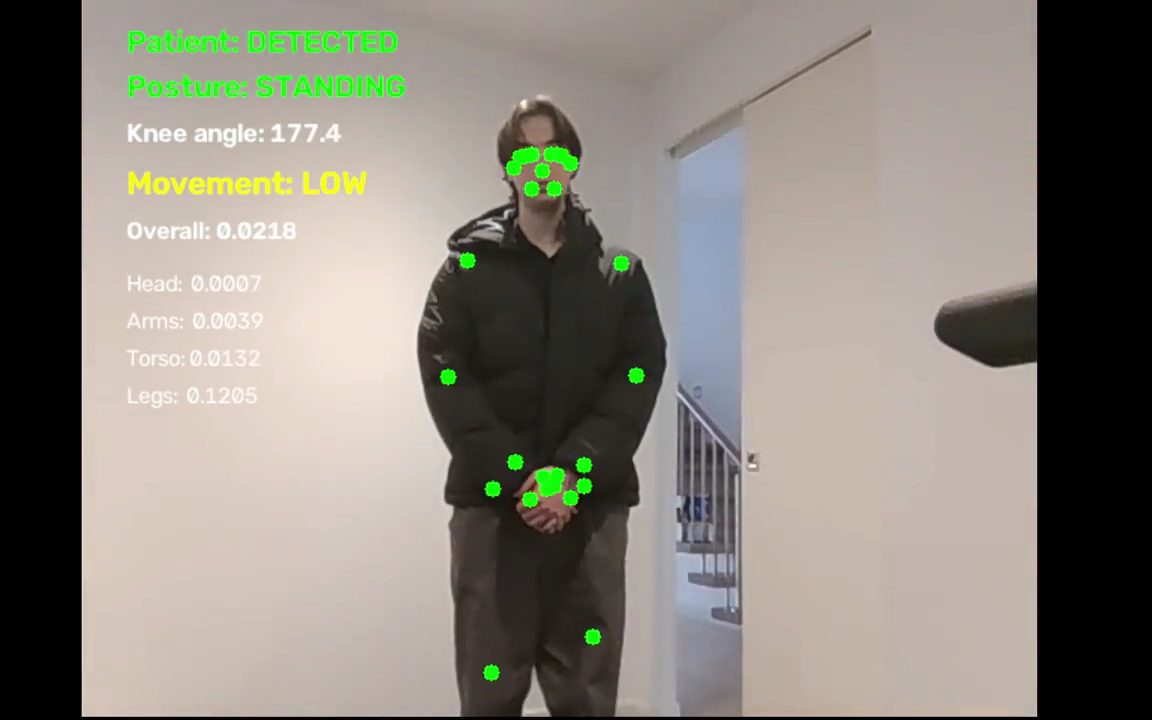 Patient: DETECTED
Posture: STANDING
Knee angle: 177.4
Movement: LOW
Overall: 0.0218
Head: 0.0007
Arms: 0.0039
Torso: 0.0132
Legs: 0.1205